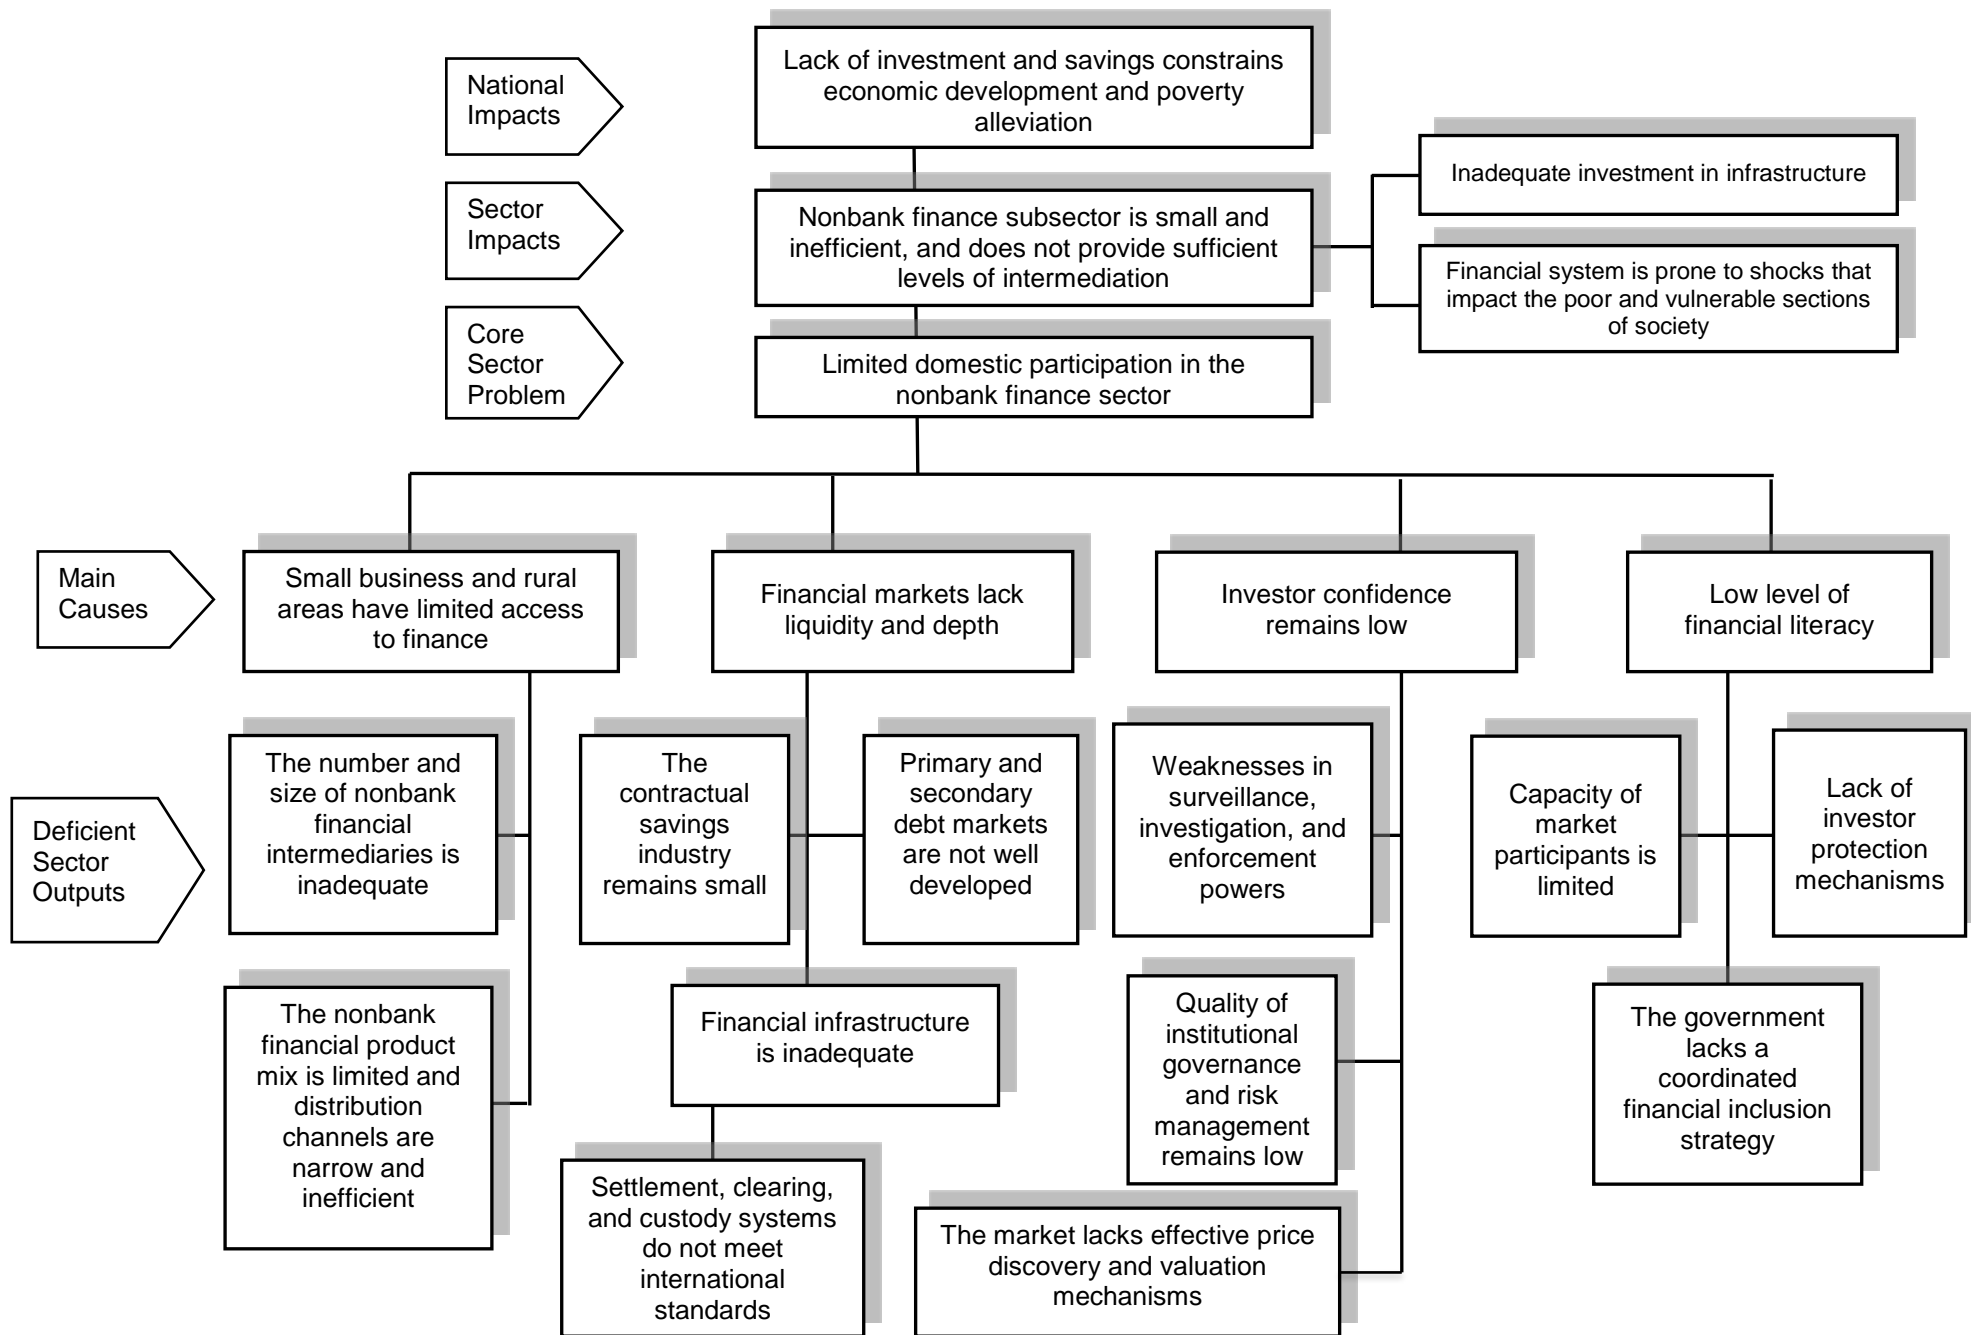 National
Impacts
Lack of investment and savings constrains
economic development and poverty
alleviation
Sector
Impacts
Nonbank finance subsector is small and
inefficient, and does not provide sufficient
levels of intermediation
Inadequate investment in infrastructure
Financial system is prone to shocks that
impact the poor and vulnerable sections
of society
Core
Sector
Problem
Limited domestic participation in the
nonbank finance sector
Main
Causes
Small business and rural
areas have limited access
to finance
Financial markets lack
liquidity and depth
Investor confidence
remains low
Low level of
financial literacy
Deficient
Sector
Outputs
The number and
size of nonbank
financial
intermediaries is
inadequate
The
contractual
savings
industry
remains small
Primary and
secondary
debt markets
are not well
developed
Weaknesses in
surveillance,
investigation, and
enforcement
powers
Capacity of
market
participants is
limited
Lack of
investor
protection
mechanisms
The nonbank
financial product
mix is limited and
distribution
channels are
narrow and
inefficient
Financial infrastructure
is inadequate
Quality of
institutional
governance
and risk
management
remains low
The government
lacks a
coordinated
financial inclusion
strategy
Settlement, clearing,
and custody systems
do not meet
international
standards
The market lacks effective price
discovery and valuation
mechanisms